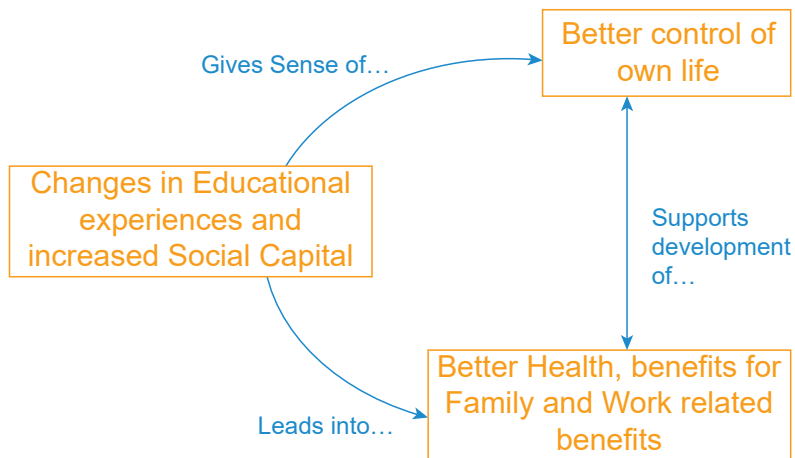 Better control of
own life
Gives Sense of…
Changes in Educational
experiences and
increased Social Capital
Supports
development
of…
Better Health, benefits for
Family and Work related
benefits
Leads into…